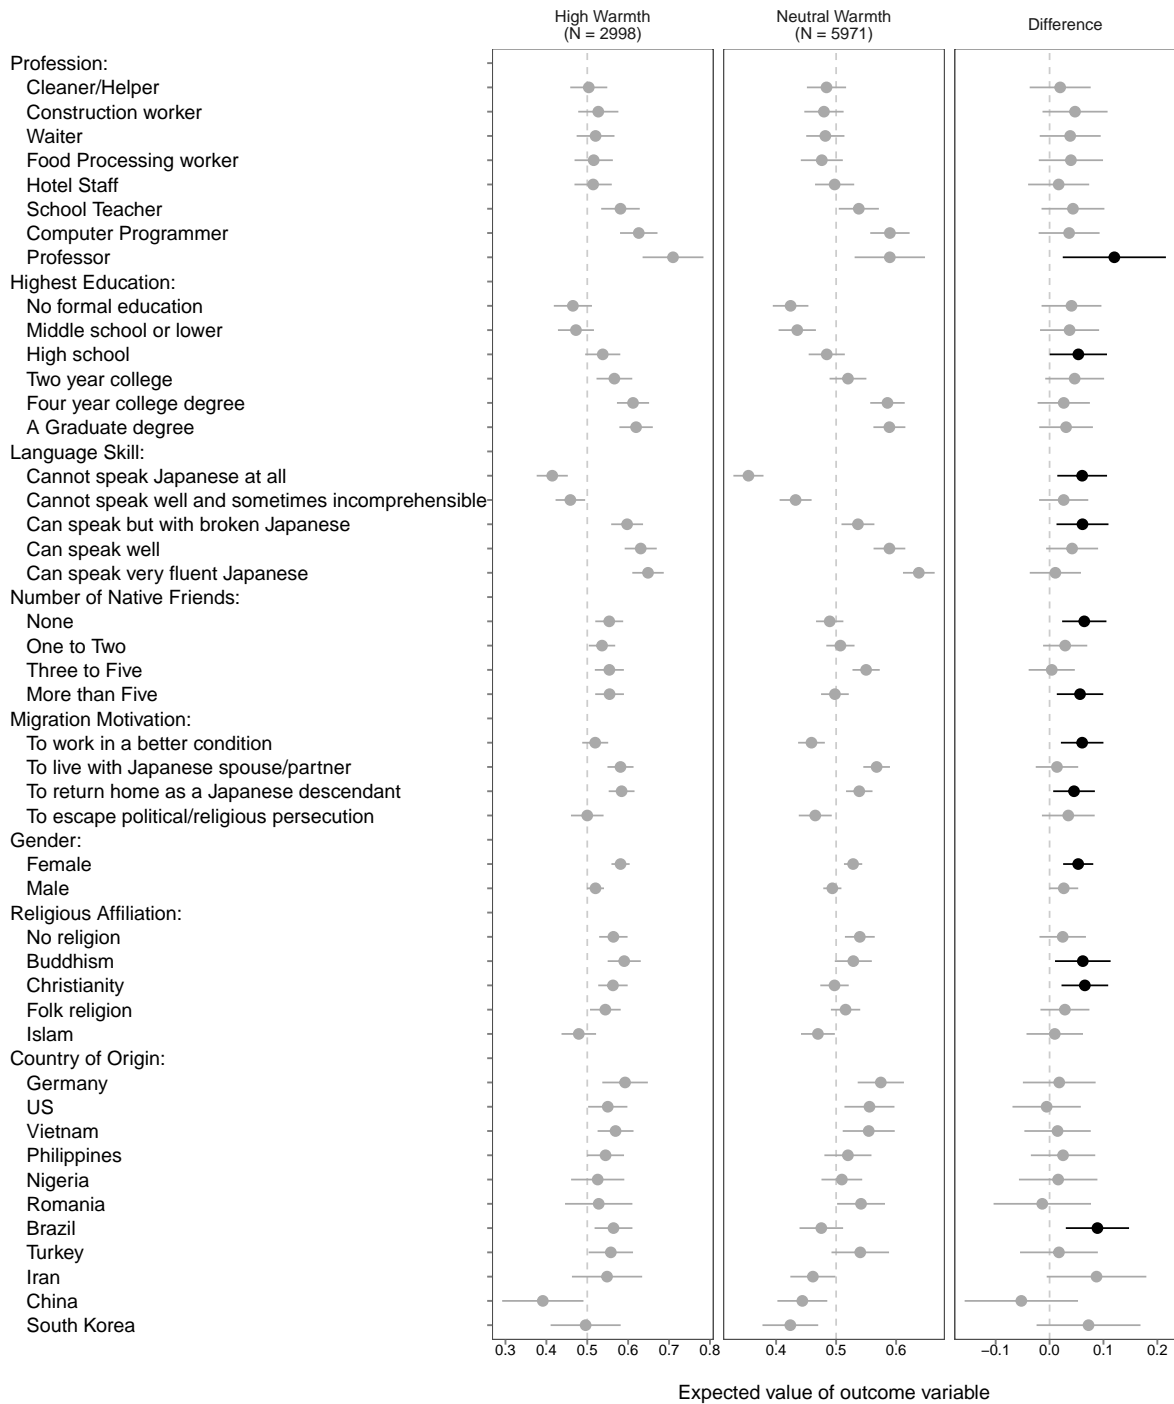 High Warmth
(N = 2998)
Neutral Warmth
(N = 5971)
Difference
Profession:
Cleaner/Helper
Construction worker
Waiter
Food Processing worker
Hotel Staff
School Teacher
Computer Programmer
Professor
Highest Education:
No formal education
Middle school or lower
High school
Two year college
Four year college degree
A Graduate degree
Language Skill:
Cannot speak Japanese at all
Cannot speak well and sometimes incomprehensible
Can speak but with broken Japanese
Can speak well
Can speak very fluent Japanese
Number of Native Friends:
None
One to Two
Three to Five
More than Five
Migration Motivation:
To work in a better condition
To live with Japanese spouse/partner
To return home as a Japanese descendant
To escape political/religious persecution
Gender:
Female
Male
Religious Affiliation:
No religion
Buddhism
Christianity
Folk religion
Islam
Country of Origin:
Germany
US
Vietnam
Philippines
Nigeria
Romania
Brazil
Turkey
Iran
China
South Korea
0.3 0.4 0.5 0.6 0.7 0.8 0.4 0.6 −0.1 0.0 0.1 0.2
Expected value of outcome variable